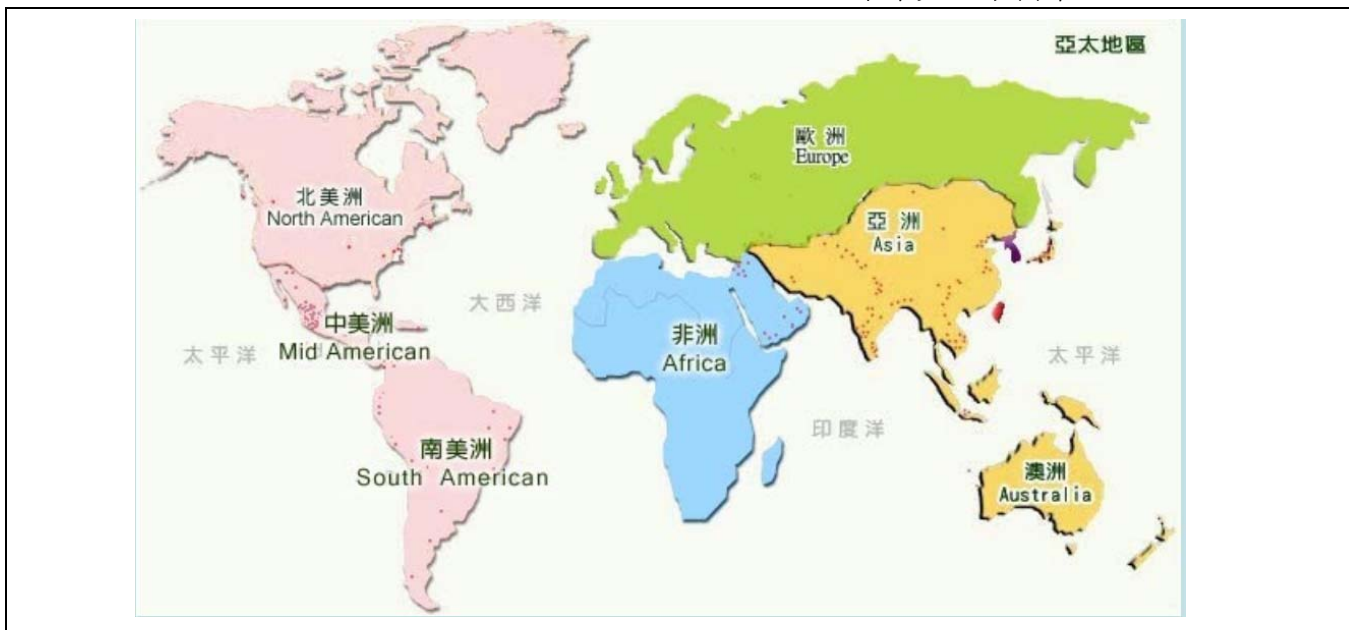 亞太地區
歐洲
Europe
北美洲
North American
亞洲
Asia
大西洋
中美洲
Mid American
太平洋
非洲
Africa
太平洋
印度洋
南美洲
South American
澳洲
Australia